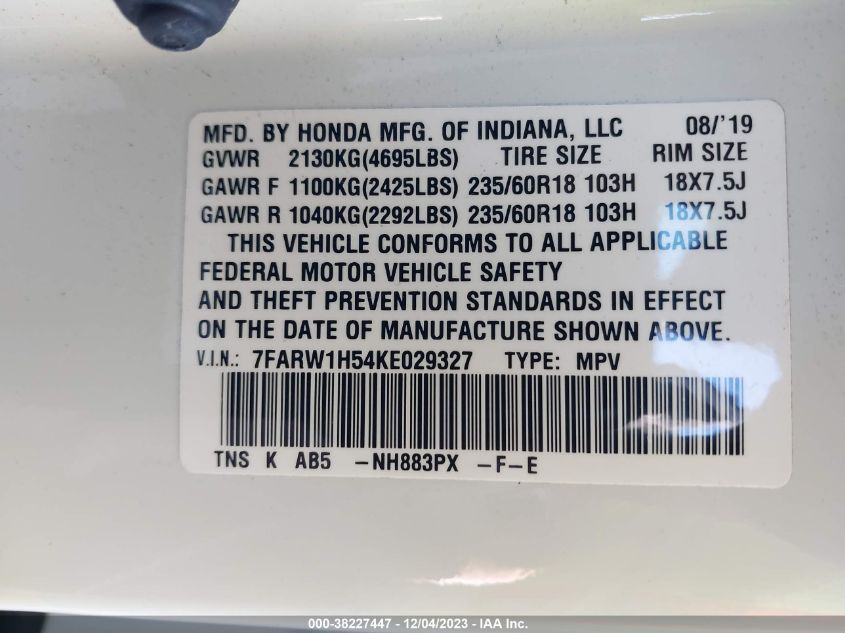 MFD. BY HONDA MFG. OF INDIANA, LLC 08/'19
GVWR 2130KG(4695LBS) TIRE SIZE RIM SIZE
GAWR F 1100KG(2425LBS) 235/60R18 103H 18X7.5J
GAWR R 1040KG(2292LBS) 235/60R18 103H 18X7.5J
THIS VEHICLE CONFORMS TO ALL APPLICABLE
FEDERAL MOTOR VEHICLE SAFETY
AND THEFT PREVENTION STANDARDS IN EFFECT
ON THE DATE OF MANUFACTURE SHOWN ABOVE.
V.I.N.: 7FARW1H54KE029327 TYPE: MPV
TNS K AB5 -NH883PX -F-E
000-38227447 - 12/04/2023 - IAA Inc.